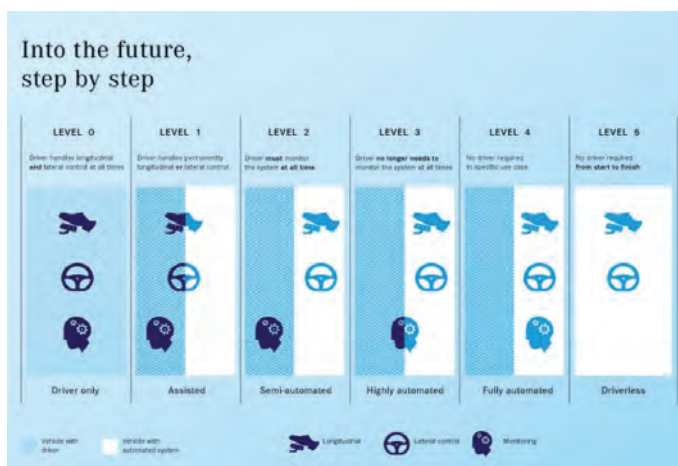 Into the future,
step by step
LEVEL 0
Driver handles longitudinal
and lateral control at all times
Driver only
LEVEL 1
Driver handles permanently
longitudinal or lateral control
Assisted
LEVEL 2
Driver must monitor
the system at all time
Semi-automated
LEVEL 3
Driver no longer needs to
monitor the system at all times
Highly automated
LEVEL 4
No driver required
in specific use case
Fully automated
LEVEL 5
No driver required
from start to finish
Driverless
Vehicle with
driver
Vehicle with
automated system
Longitudinal
Lateral control
Monitoring